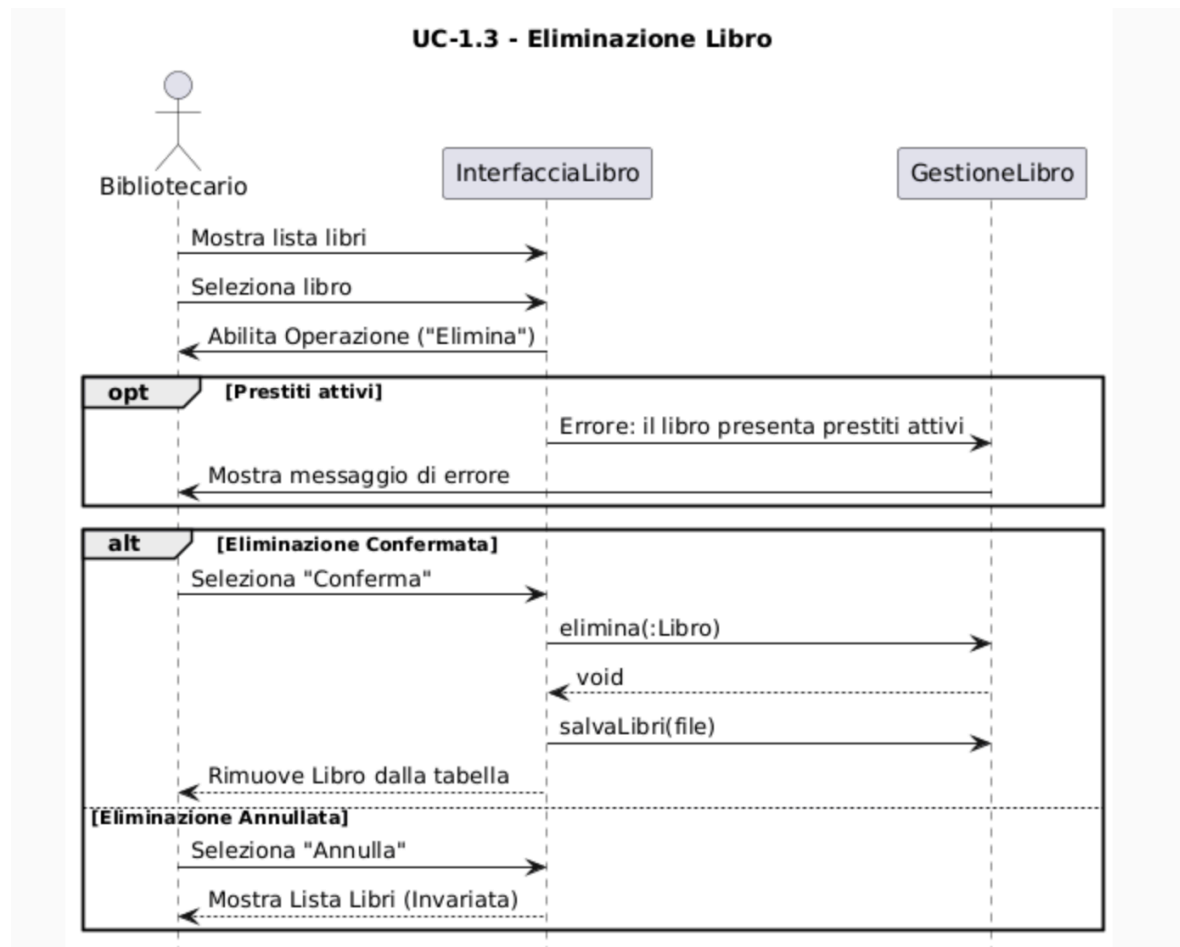 UC-1.3 - Eliminazione Libro
Bibliotecario
InterfacciaLibro
GestioneLibro
Mostra lista libri
Seleziona libro
Abilita Operazione ("Elimina")
opt [Prestiti attivi]
Errore: il libro presenta prestiti attivi
Mostra messaggio di errore
alt [Eliminazione Confermata]
Seleziona "Conferma"
elimina(:Libro)
void
salvaLibri(file)
Rimuove Libro dalla tabella
[Eliminazione Annullata]
Seleziona "Annulla"
Mostra Lista Libri (Invariata)